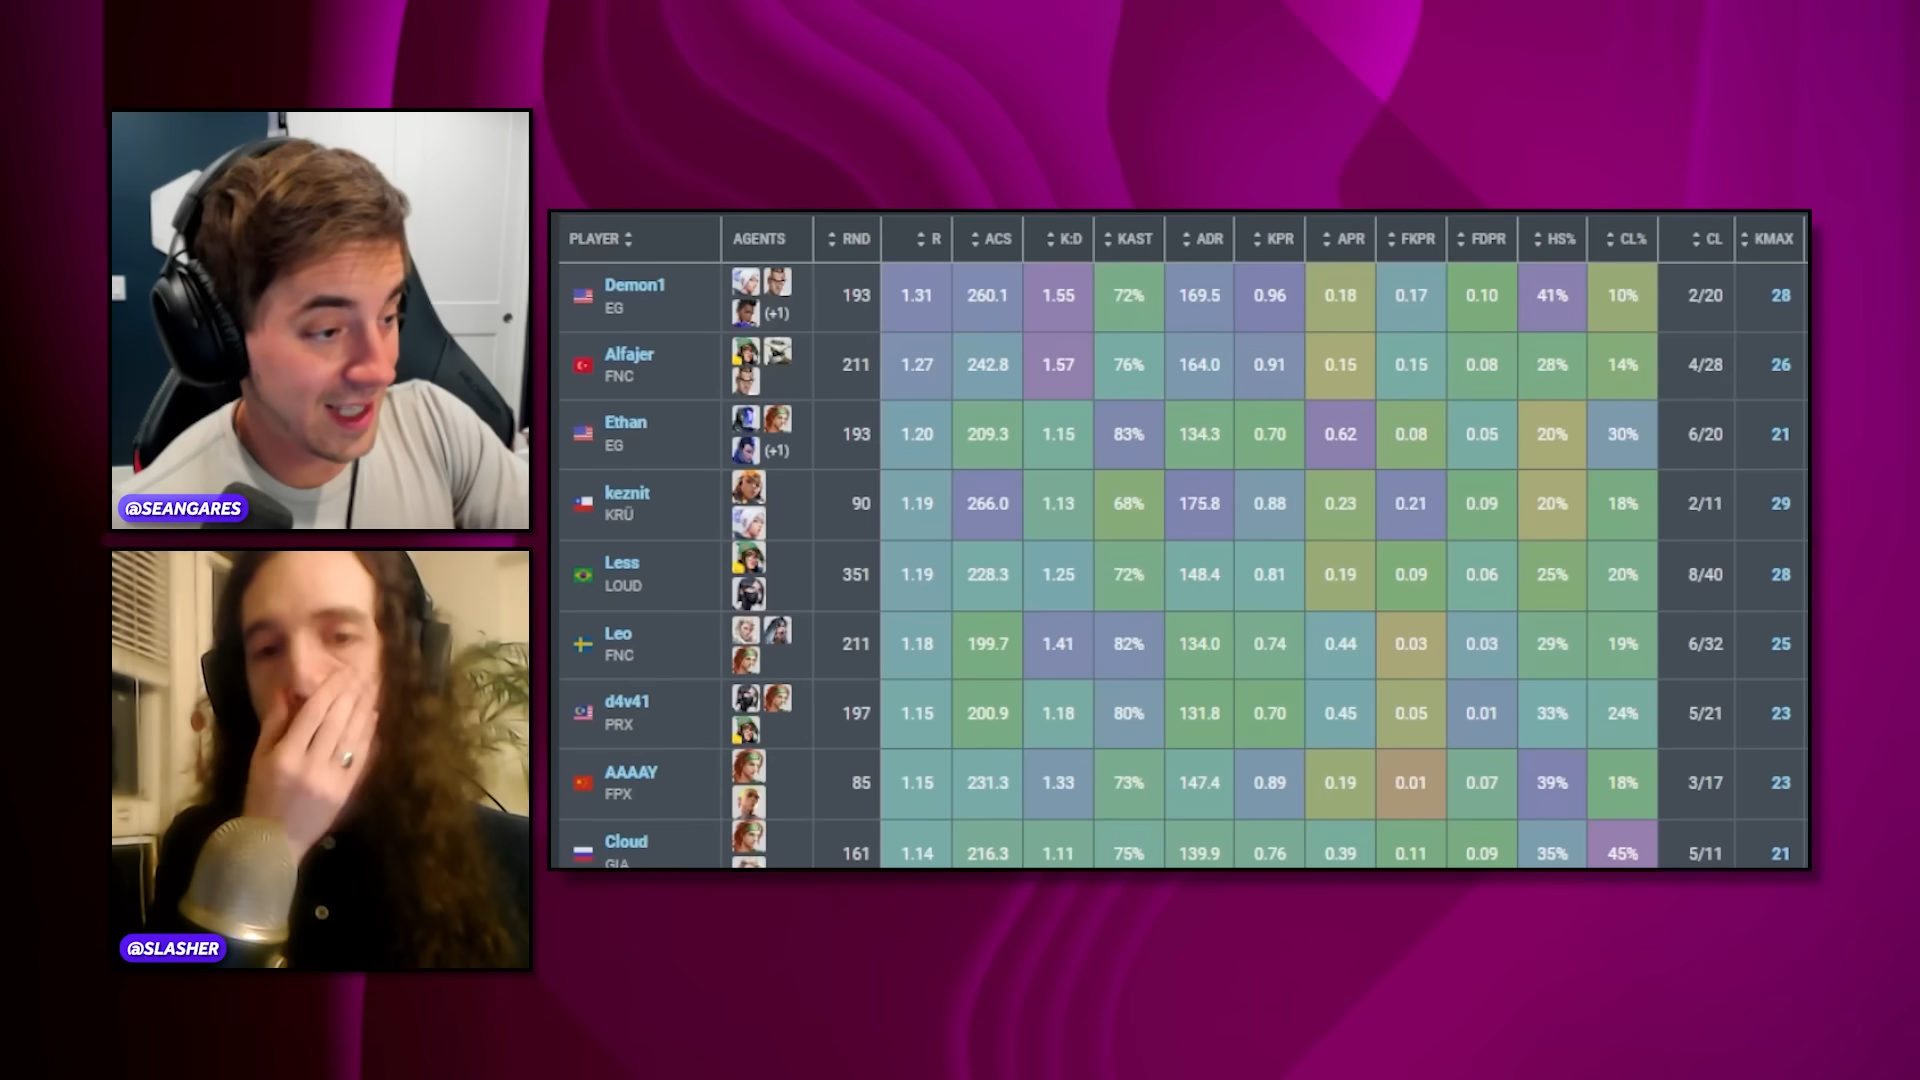 @SEANGARES
@SLASHER
PLAYER AGENTS RND R ACS K:D KAST ADR KPR APR FKPR FDPR HS% CL% CL KMAX
Demon1
EG (+1) 193 1.31 260.1 1.55 72% 169.5 0.96 0.18 0.17 0.10 41% 10% 2/20 28
Alfajer
FNC 211 1.27 242.8 1.57 76% 164.0 0.91 0.15 0.15 0.08 28% 14% 4/28 26
Ethan
EG (+1) 193 1.20 209.3 1.15 83% 134.3 0.70 0.62 0.08 0.05 20% 30% 6/20 21
keznit
KRÜ 90 1.19 266.0 1.13 68% 175.8 0.88 0.23 0.21 0.09 20% 18% 2/11 29
Less
LOUD 351 1.19 228.3 1.25 72% 148.4 0.81 0.19 0.09 0.06 25% 20% 8/40 28
Leo
FNC 211 1.18 199.7 1.41 82% 134.0 0.74 0.44 0.03 0.03 29% 19% 6/32 25
d4v41
PRX 197 1.15 200.9 1.18 80% 131.8 0.70 0.45 0.05 0.01 33% 24% 5/21 23
AAAAY
FPX 85 1.15 231.3 1.33 73% 147.4 0.89 0.19 0.01 0.07 39% 18% 3/17 23
Cloud
GIA 161 1.14 216.3 1.11 75% 139.9 0.76 0.39 0.11 0.09 35% 45% 5/11 21